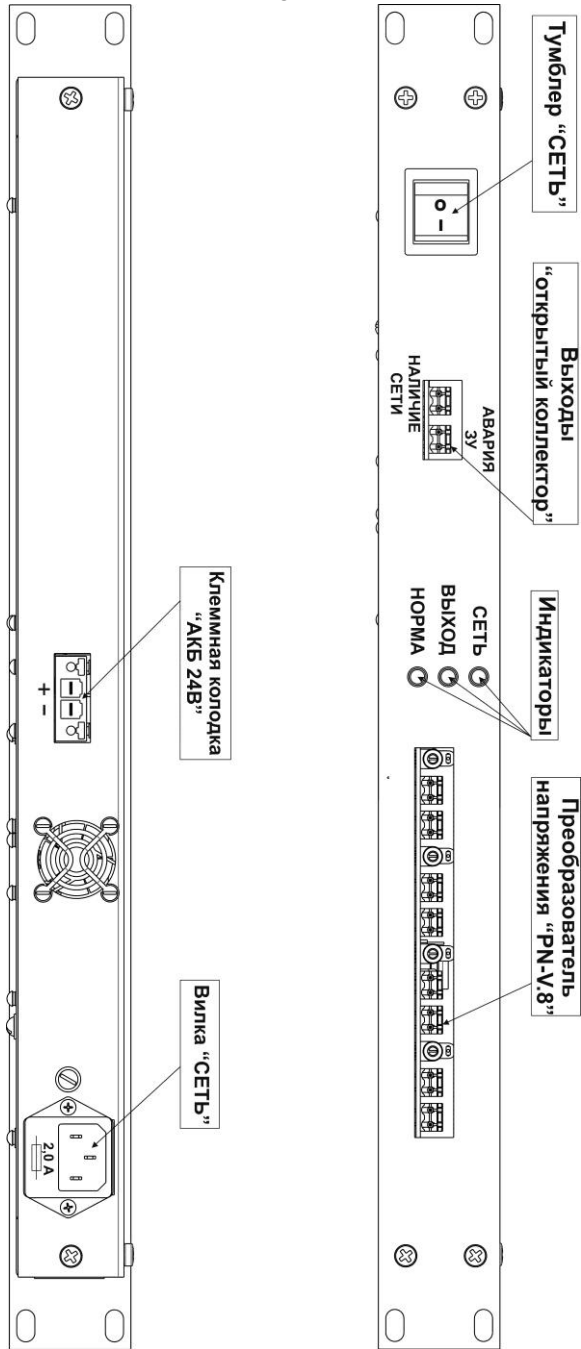 Тумблер “СЕТЬ”
Выходы
“открытый коллектор”
Индикаторы
Преобразователь
напряжения “PN-V.8”
O
–
НАЛИЧИЕ
СЕТИ
АВАРИЯ
ЗУ
СЕТЬ
ВЫХОД
НОРМА
Клеммная колодка
“АКБ 24В”
Вилка “СЕТЬ”
+ –
2,0 А